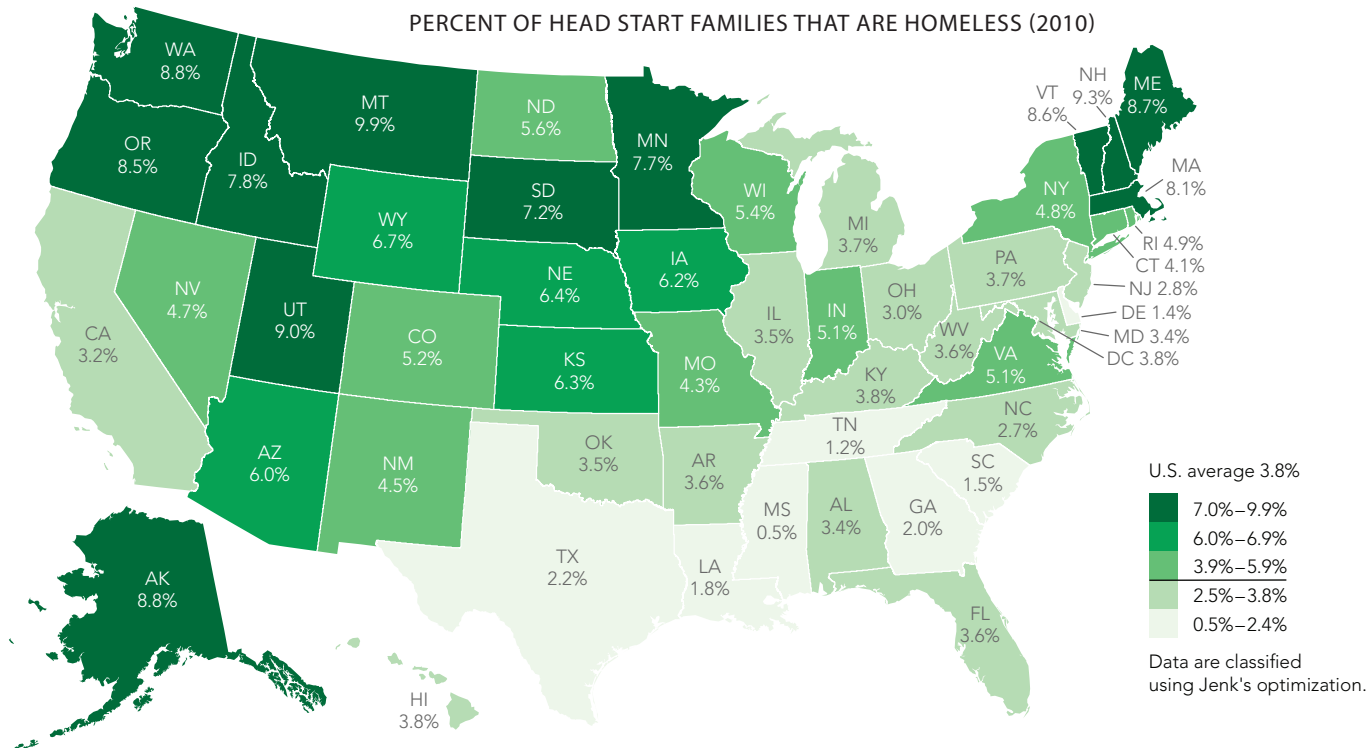 PERCENT OF HEAD START FAMILIES THAT ARE HOMELESS (2010)
WA
8.8%
MT
9.9%
ND
5.6%
MN
7.7%
VT
8.6%
NH
9.3%
ME
8.7%
OR
8.5%
ID
7.8%
SD
7.2%
WI
5.4%
MI
3.7%
NY
4.8%
MA
8.1%
WY
6.7%
RI 4.9%
CT 4.1%
NJ 2.8%
DE 1.4%
MD 3.4%
DC 3.8%
NE
6.4%
IA
6.2%
PA
3.7%
CA
3.2%
NV
4.7%
UT
9.0%
CO
5.2%
KS
6.3%
MO
4.3%
IL
3.5%
IN
5.1%
OH
3.0%
WV
3.6%
VA
5.1%
KY
3.8%
NC
2.7%
TN
1.2%
AZ
6.0%
NM
4.5%
OK
3.5%
AR
3.6%
SC
1.5%
MS
0.5%
AL
3.4%
GA
2.0%
TX
2.2%
LA
1.8%
FL
3.6%
AK
8.8%
HI
3.8%
U.S. average 3.8%
7.0%–9.9%
6.0%–6.9%
3.9%–5.9%
2.5%–3.8%
0.5%–2.4%
Data are classified
using Jenk's optimization.